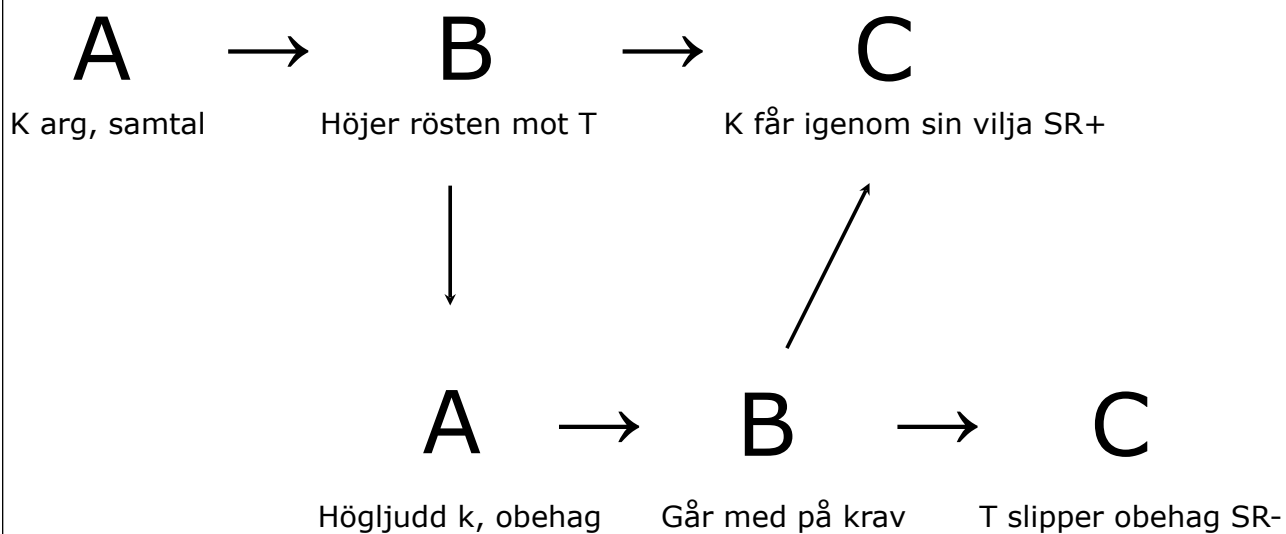 A → B → C
K arg, samtal Höjer rösten mot T K får igenom sin vilja SR+
A → B → C
Högljudd k, obehag Går med på krav T slipper obehag SR-